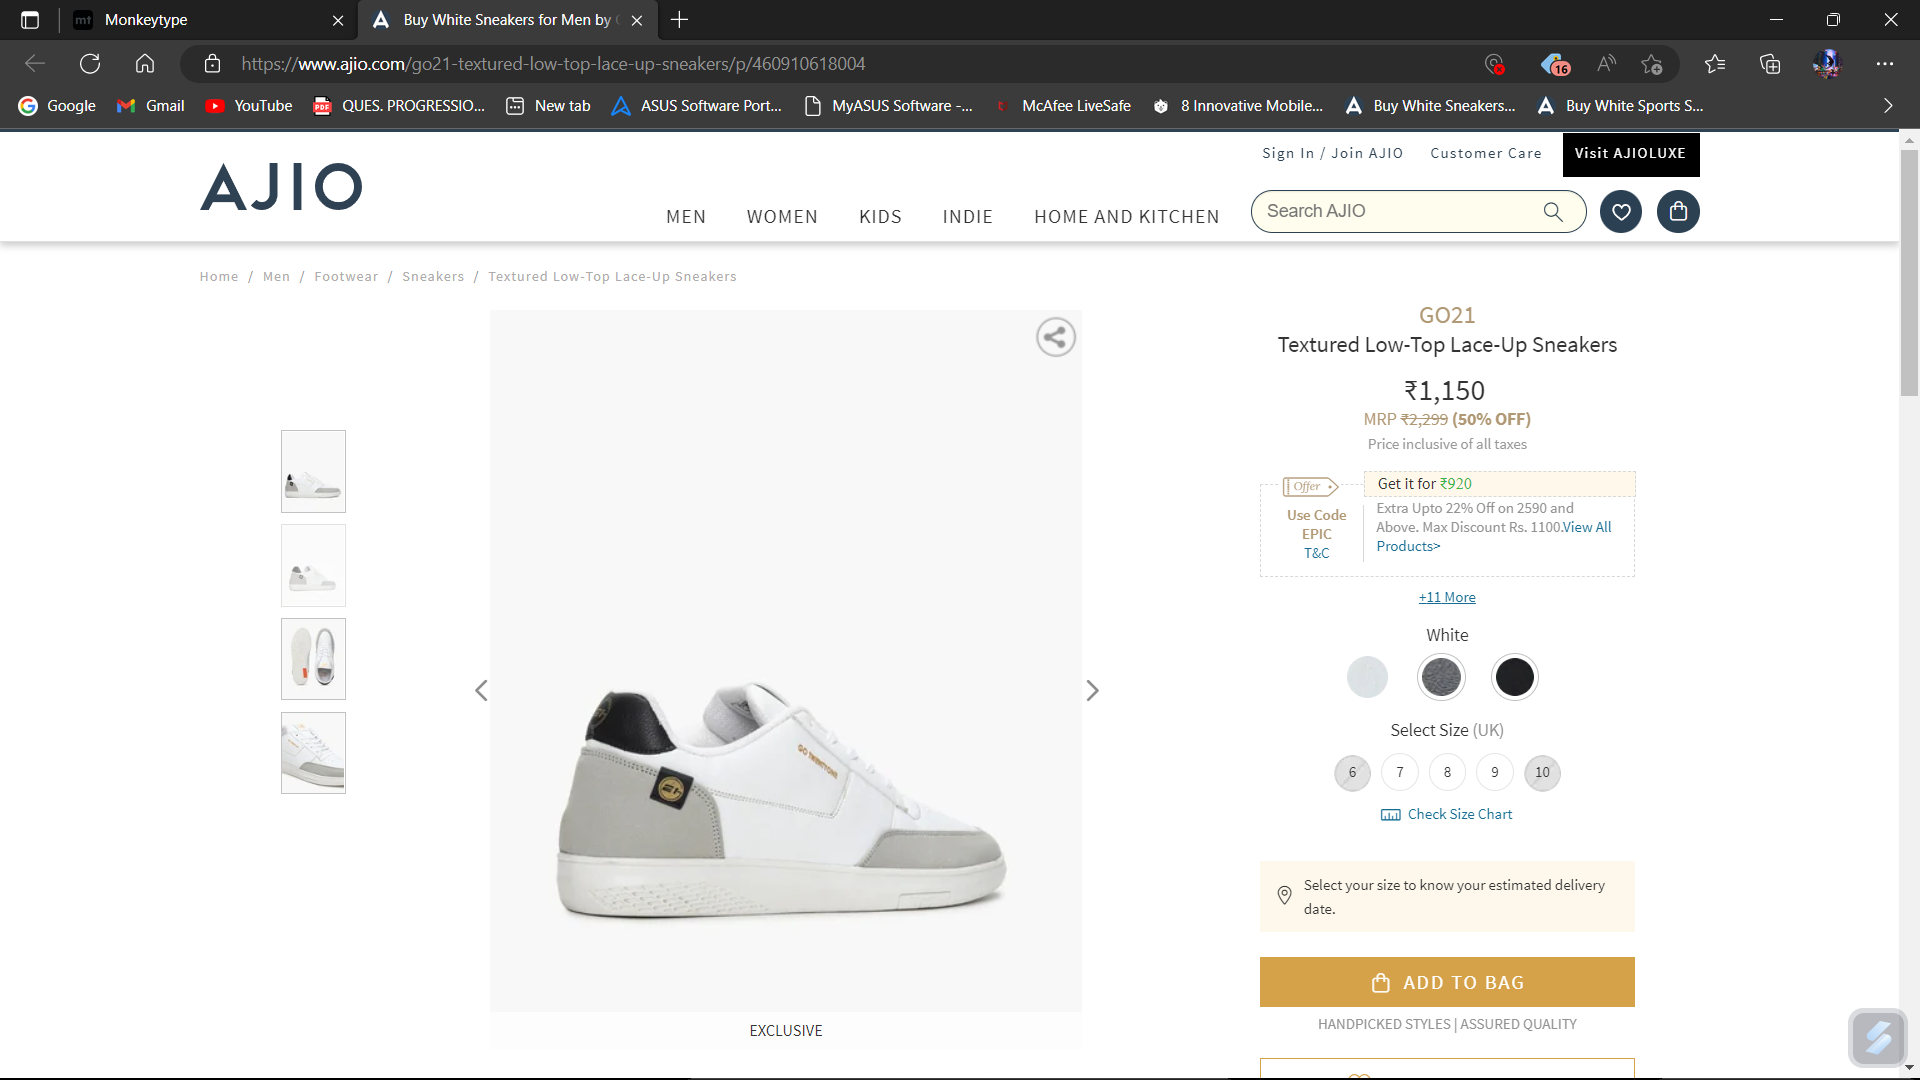 mt Monkeytype
Buy White Sneakers for Men by
https://www.ajio.com/go21-textured-low-top-lace-up-sneakers/p/460910618004
16
Google Gmail YouTube QUES. PROGRESSIO... New tab ASUS Software Port... MyASUS Software -... McAfee LiveSafe 8 Innovative Mobile... Buy White Sneakers... Buy White Sports S...
Sign In / Join AJIO Customer Care Visit AJIOLUXE
AJIO
MEN WOMEN KIDS INDIE HOME AND KITCHEN Search AJIO
Home / Men / Footwear / Sneakers / Textured Low-Top Lace-Up Sneakers
GO21
Textured Low-Top Lace-Up Sneakers
₹1,150
MRP ₹2,299 (50% OFF)
Price inclusive of all taxes
Offer
Get it for ₹920
Use Code
EPIC
T&C
Extra Upto 22% Off on 2590 and
Above. Max Discount Rs. 1100.View All
Products>
+11 More
White
Select Size (UK)
6 7 8 9 10
Check Size Chart
Select your size to know your estimated delivery
date.
ADD TO BAG
HANDPICKED STYLES | ASSURED QUALITY
GO TWENTYONE
EXCLUSIVE